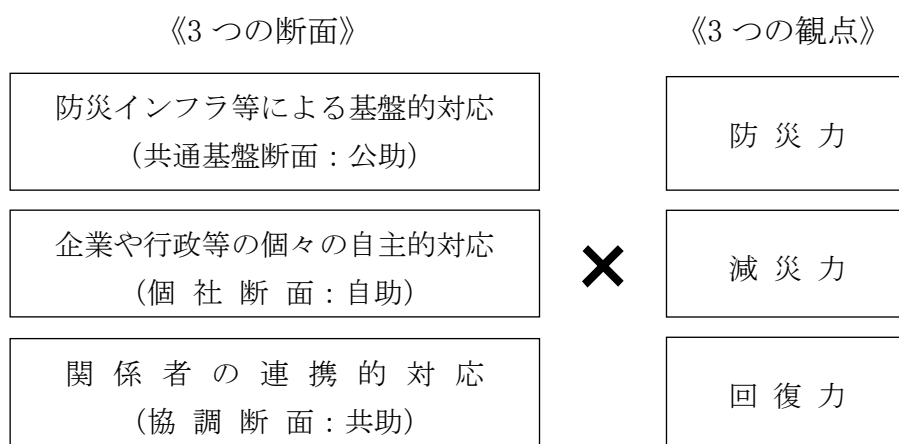 《3つの断面》
《3つの観点》
防災インフラ等による基盤的対応
（共通基盤断面：公助）
防災力
企業や行政等の個々の自主的対応
（個社断面：自助）
×
減災力
関係者の連携的対応
（協調断面：共助）
回復力